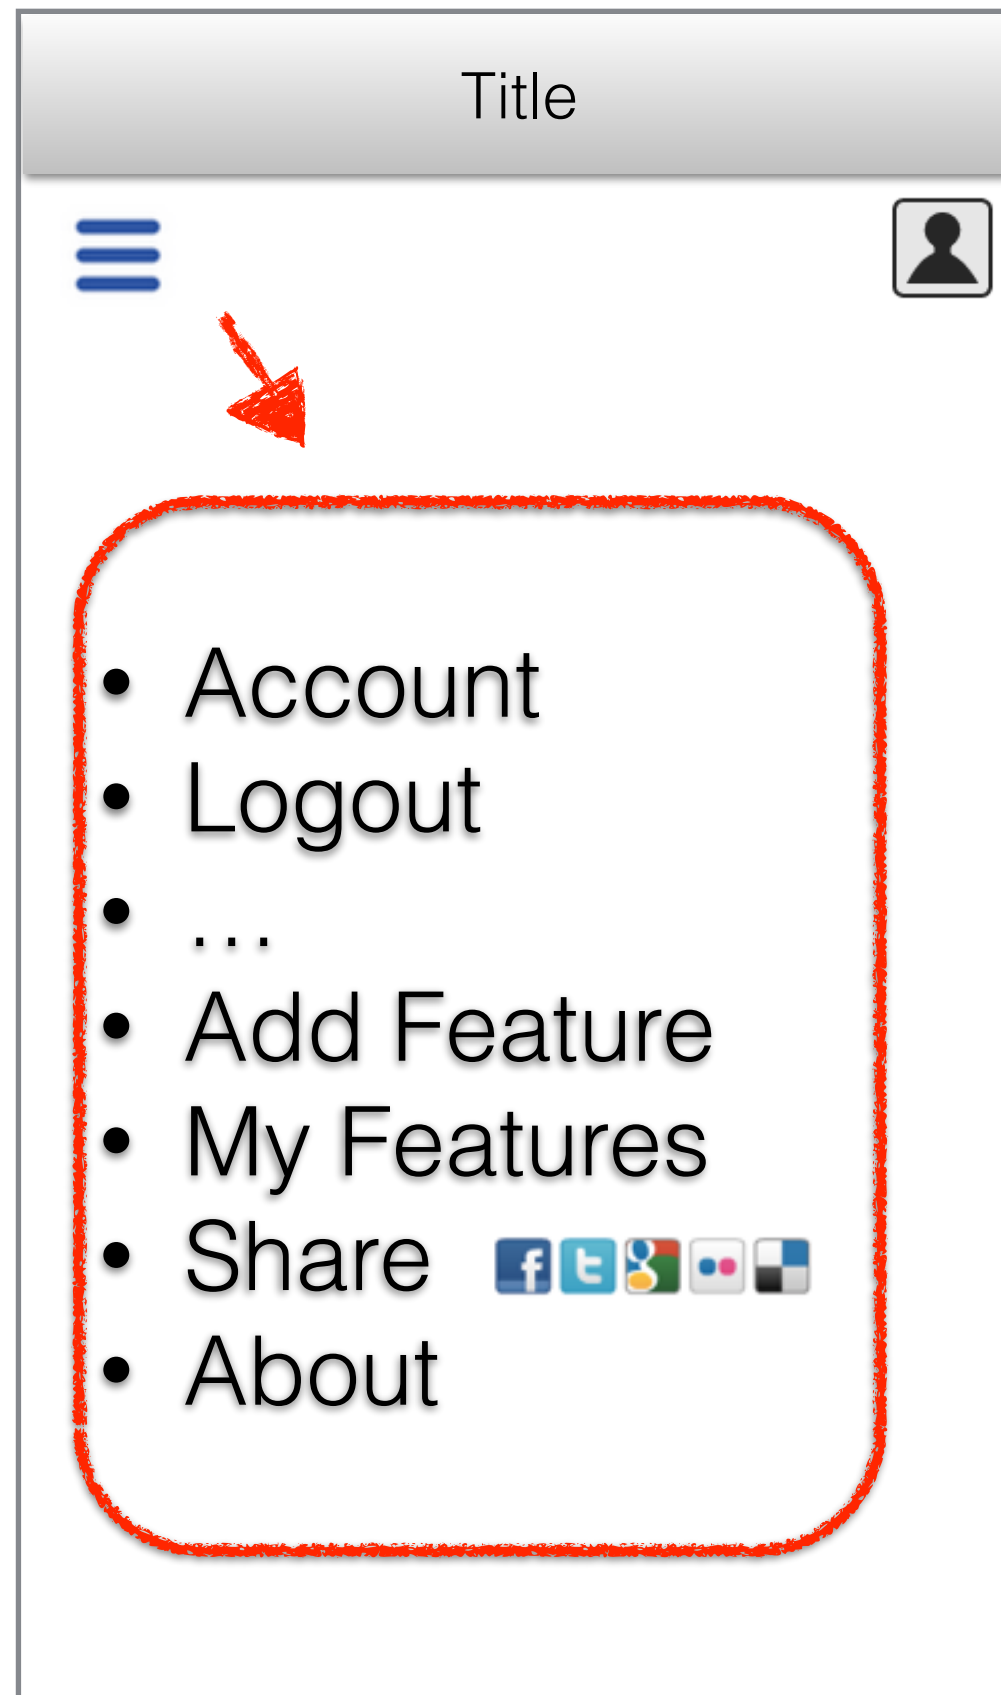 Title
• Account
• Logout
• ...
• Add Feature
• My Features
• Share
• About